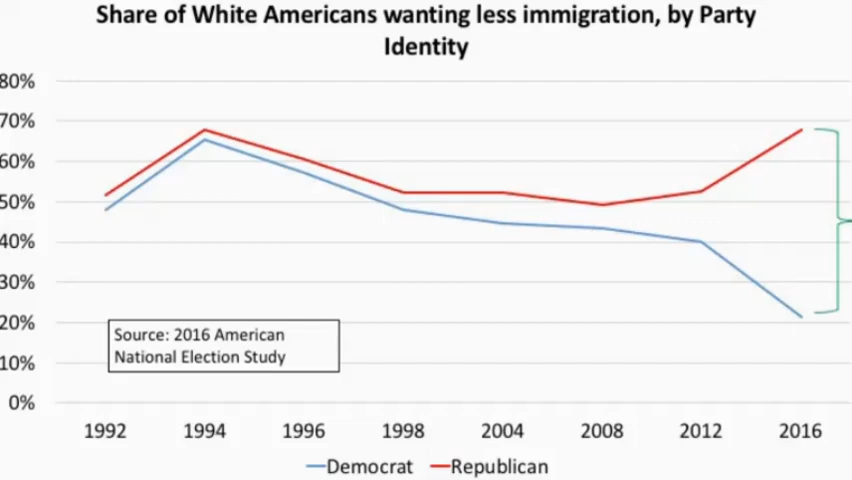 Share of White Americans wanting less immigration, by Party
Identity
80%
70%
60%
50%
40%
30%
20%
10%
0%
Source: 2016 American
National Election Study
1992 1994 1996 1998 2004 2008 2012 2016
Democrat Republican